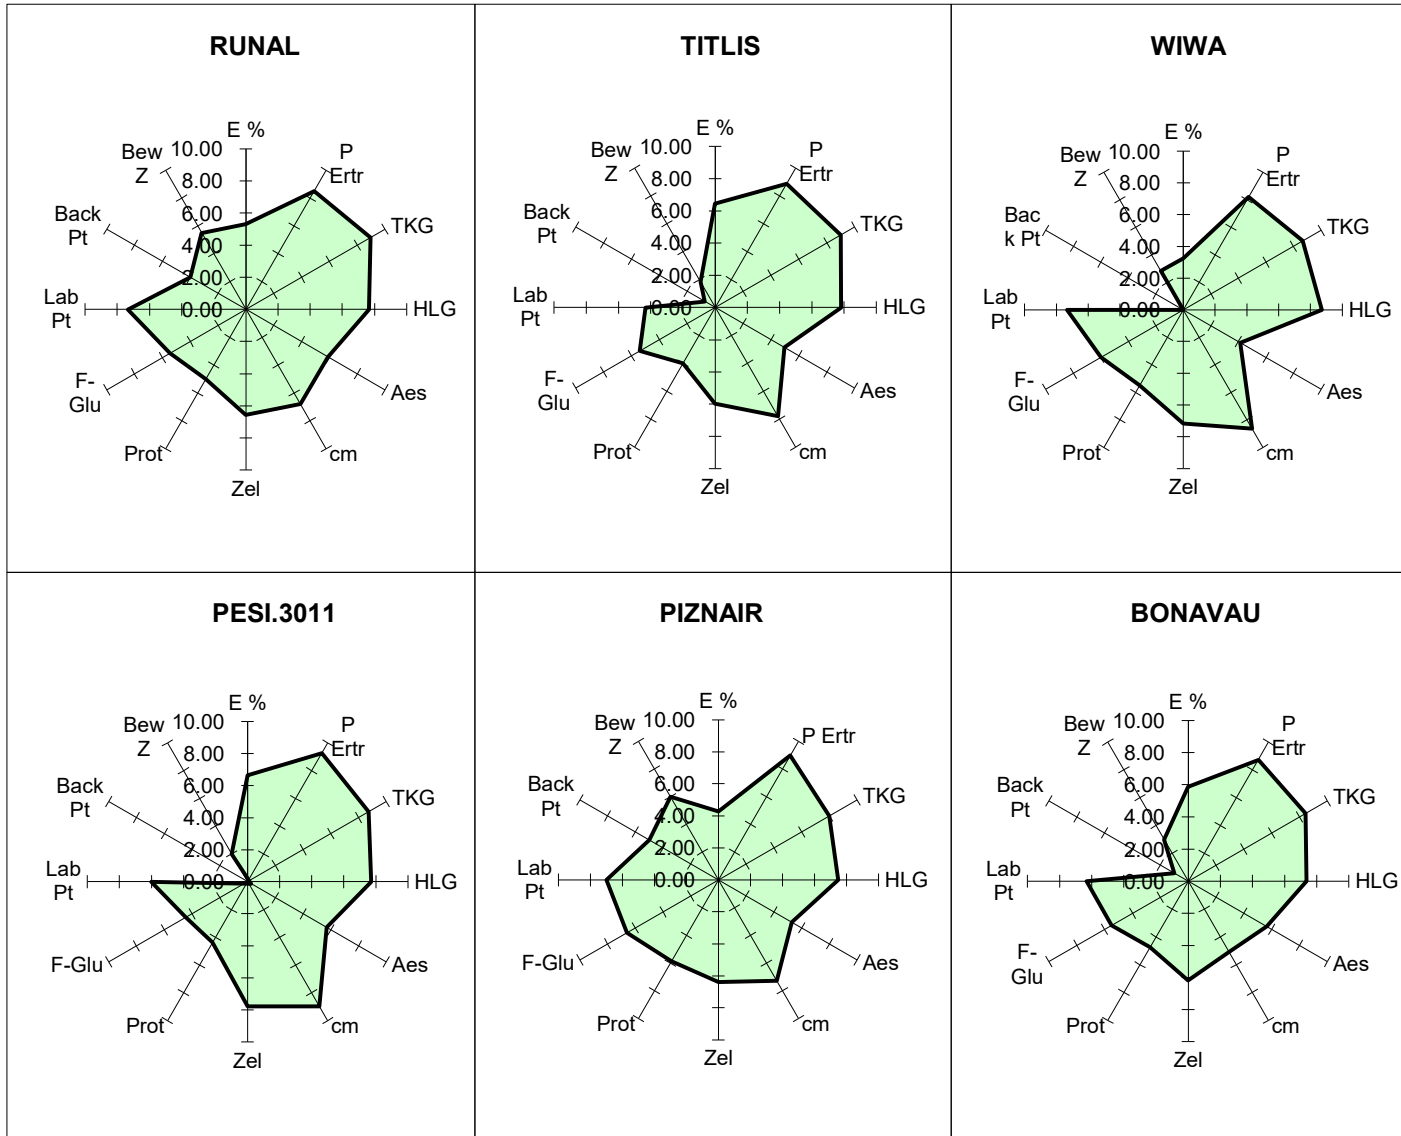 RUNAL
E %
10.00
8.00
6.00
4.00
2.00
0.00
P
Ertr
TKG
HLG
Aes
cm
Zel
Prot
F-
Glu
Lab
Pt
Back
Pt
Bew
Z
TITLIS
E %
10.00
8.00
6.00
4.00
2.00
0.00
P
Ertr
TKG
HLG
Aes
cm
Zel
Prot
F-
Glu
Lab
Pt
Back
Pt
Bew
Z
WIWA
E %
10.00
8.00
6.00
4.00
2.00
0.00
P
Ertr
TKG
HLG
Aes
cm
Zel
Prot
F-
Glu
Lab
Pt
Bac
k Pt
Bew
Z
PESI.3011
E %
10.00
8.00
6.00
4.00
2.00
0.00
P
Ertr
TKG
HLG
Aes
cm
Zel
Prot
F-Glu
Lab
Pt
Back
Pt
Bew
Z
PIZNAIR
E %
10.00
8.00
6.00
4.00
2.00
0.00
P Ertr
TKG
HLG
Aes
cm
Zel
Prot
F-Glu
Lab
Pt
Back
Pt
Bew
Z
BONAVAU
E %
10.00
8.00
6.00
4.00
2.00
0.00
P
Ertr
TKG
HLG
Aes
cm
Zel
Prot
F-
Glu
Lab
Pt
Back
Pt
Bew
Z